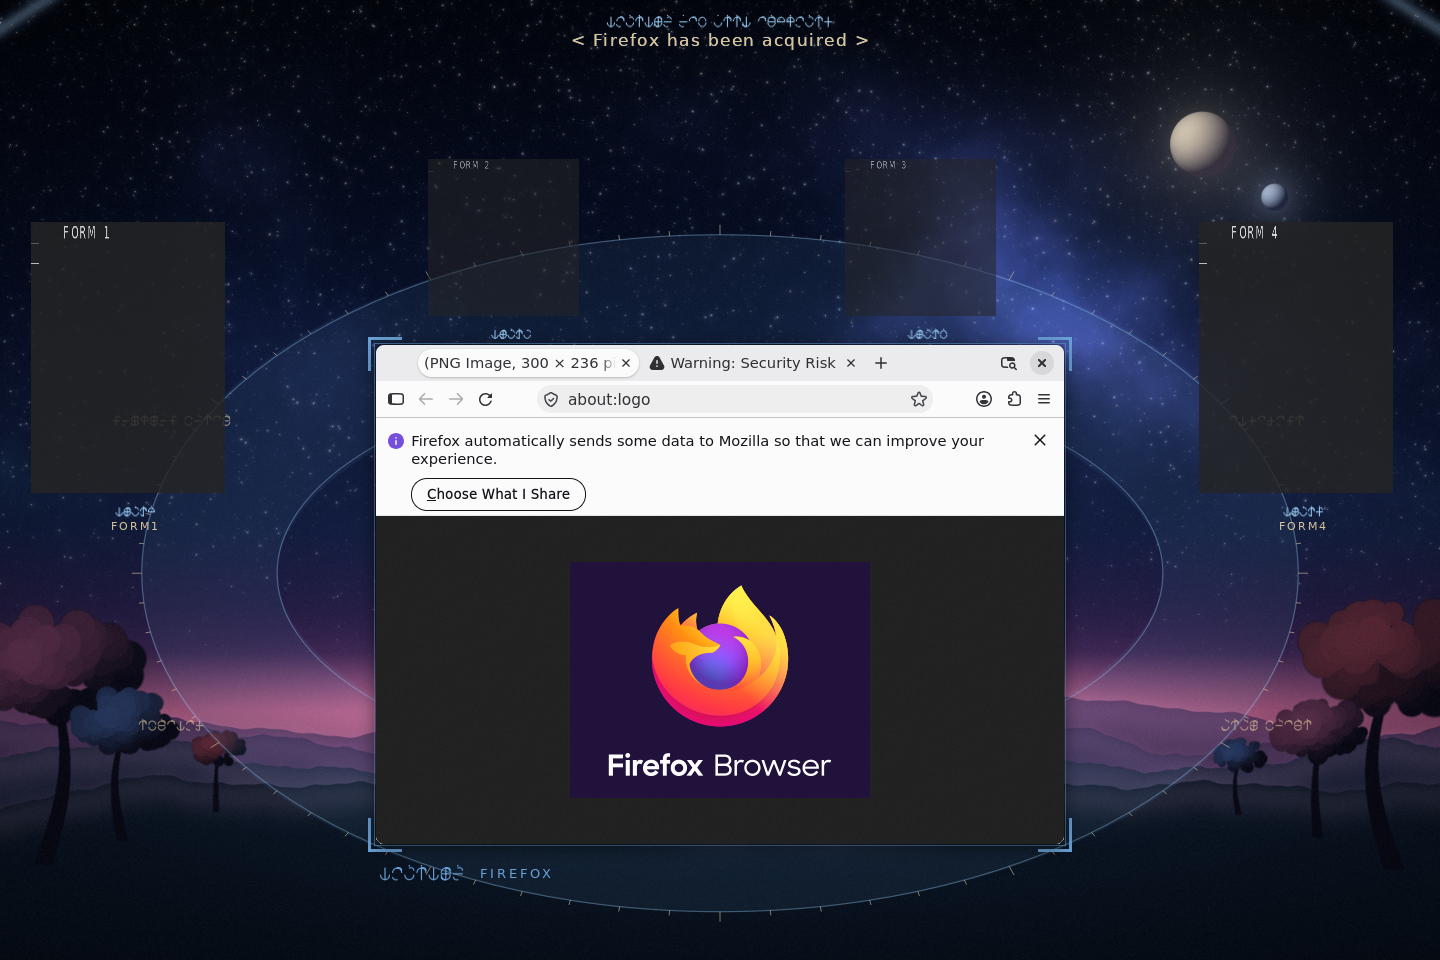 < Firefox has been acquired >
FORM 2
FORM 3
FORM 1
FORM 4
(PNG Image, 300 × 236 p
Warning: Security Risk
about:logo
Firefox automatically sends some data to Mozilla so that we can improve your
experience.
Choose What I Share
FORM1
FORM4
Firefox Browser
FIREFOX